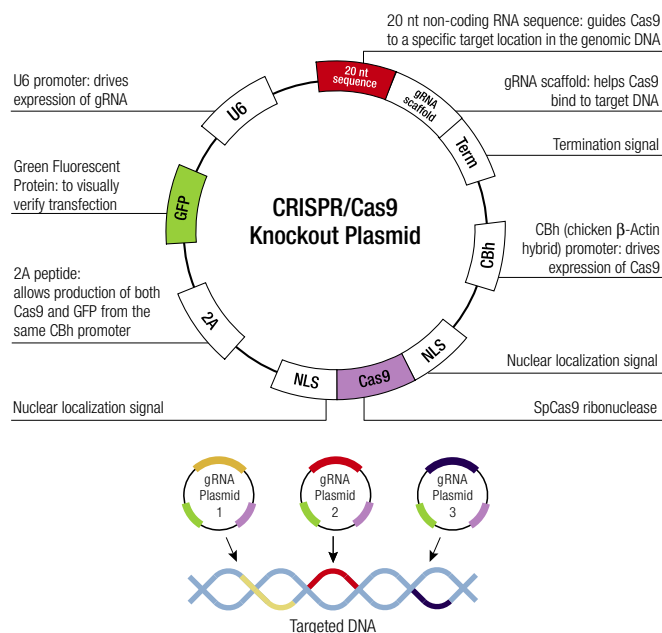 20 nt non-coding RNA sequence: guides Cas9
to a specific target location in the genomic DNA
U6 promoter: drives
expression of gRNA
gRNA scaffold: helps Cas9
bind to target DNA
Termination signal
Green Fluorescent
Protein: to visually
verify transfection
CBh (chicken β-Actin
hybrid) promoter: drives
expression of Cas9
2A peptide:
allows production of both
Cas9 and GFP from the
same CBh promoter
Nuclear localization signal
Nuclear localization signal
SpCas9 ribonuclease
CRISPR/Cas9
Knockout Plasmid
20 nt
sequence
gRNA
scaffold
Term
CBh
NLS
Cas9
NLS
2A
GFP
U6
gRNA
Plasmid
1
gRNA
Plasmid
2
gRNA
Plasmid
3
Targeted DNA